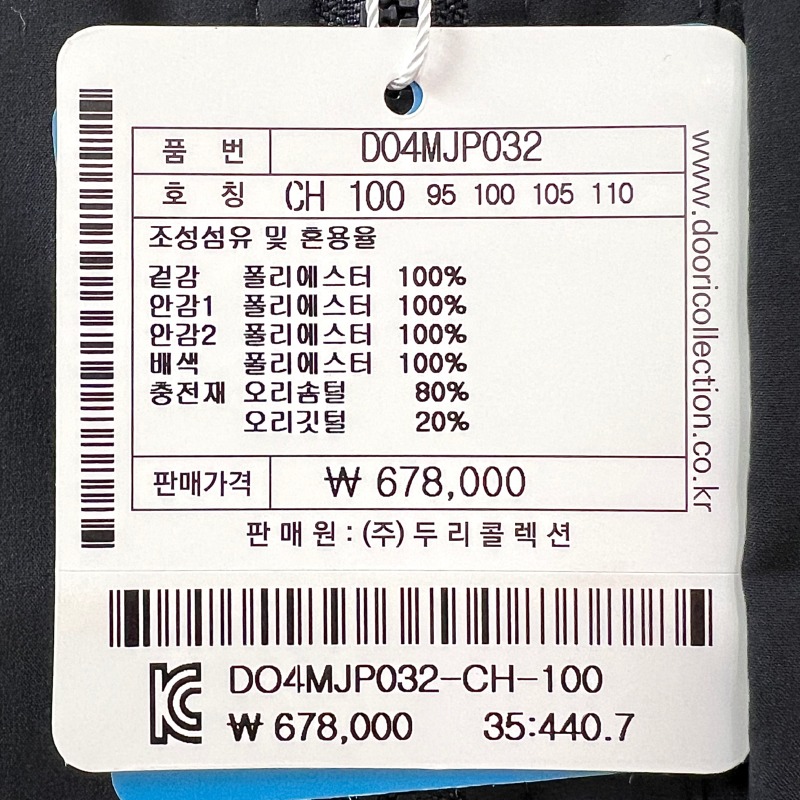 품 번 DO4MJP032
호 칭 CH 100 95 100 105 110
조성섬유 및 혼용율
겉감 폴리에스터 100%
안감1 폴리에스터 100%
안감2 폴리에스터 100%
배색 폴리에스터 100%
충전재 오리솜털 80%
오리깃털 20%
판매가격 ₩ 678,000
판매원 : (주)두리콜렉션
www.dooricollection.co.kr
DO4MJP032-CH-100
₩ 678,000 35:440.7